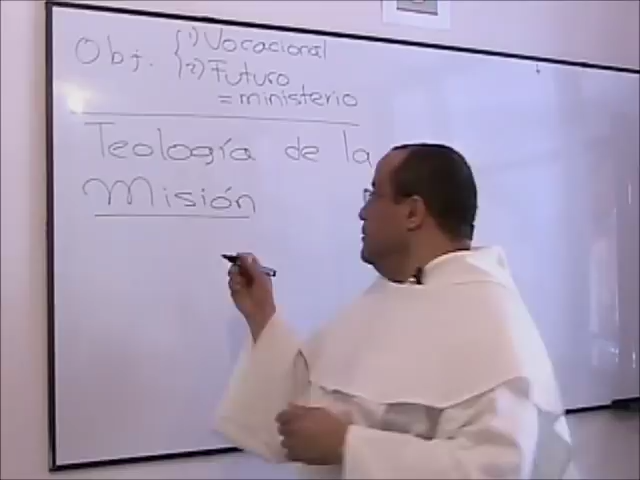 Obj. 1) Vocacional
2) Futuro
= ministerio
Teología de la
Misión